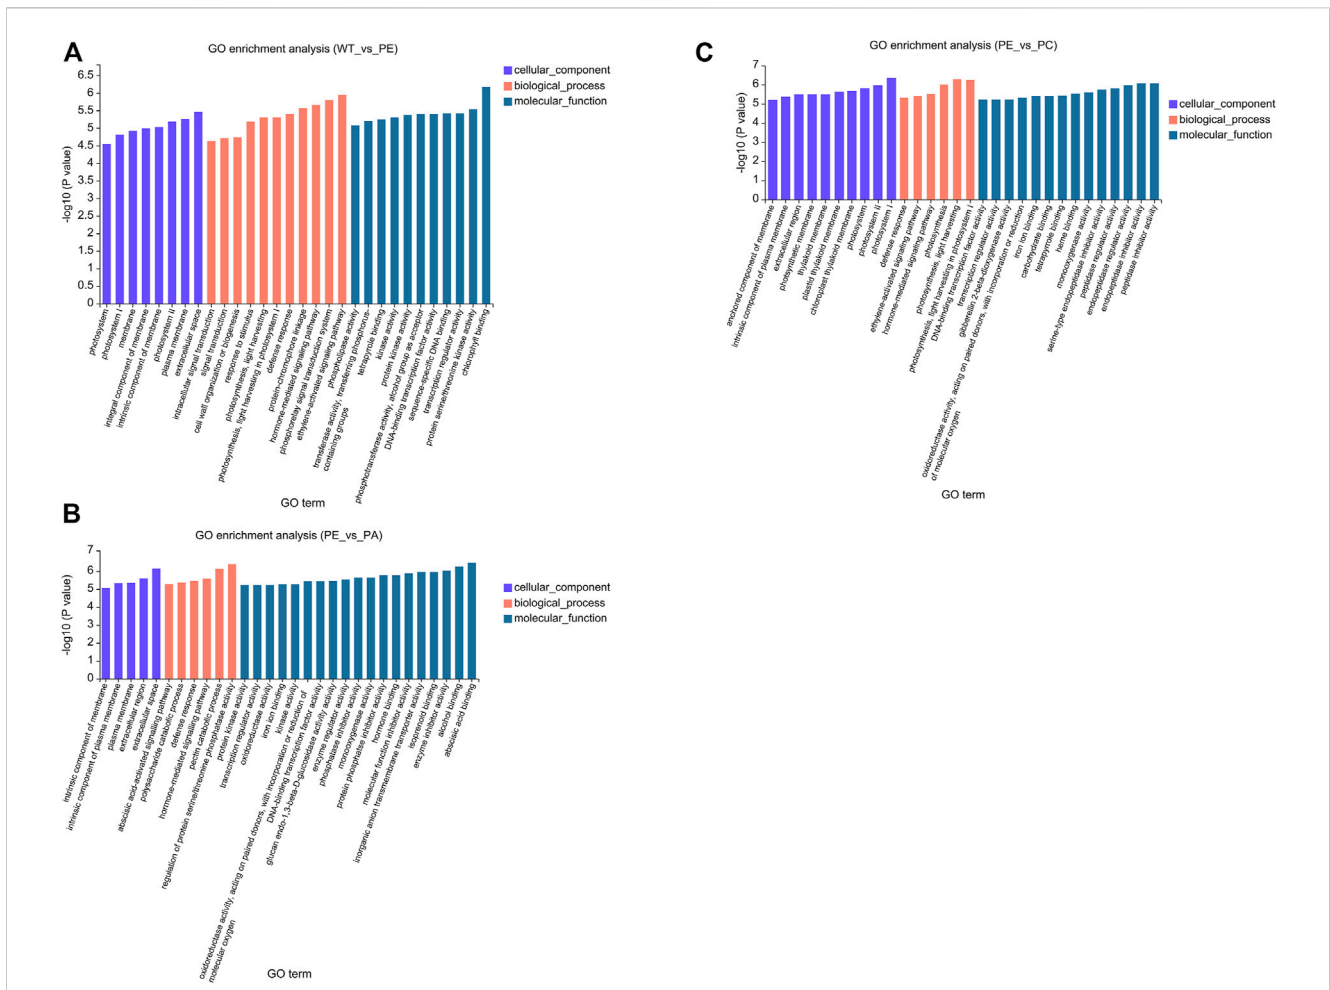 A
GO enrichment analysis (WT_vs_PE)
-log10 (P value)
6.5
6
5.5
5
4.5
4
3.5
3
2.5
2
1.5
1
0.5
0
cellular_component
biological_process
molecular_function
photosystem
photosystem I
membrane
integral component of membrane
intrinsic component of membrane
photosystem II
plasma membrane
extracellular space
intracellular signal transduction
signal transduction
cell wall organization or biogenesis
response to stimulus
photosynthesis, light harvesting
photosynthesis, light harvesting in photosystem I
defense response
protein-chromophore linkage
hormone-mediated signaling pathway
phosphorelay signal transduction system
ethylene-activated signaling pathway
phospholipase activity
transferase activity, transferring phosphorus-
containing groups
tetrapyrrole binding
kinase activity
protein kinase activity
phosphotransferase activity, alcohol group as acceptor
DNA-binding transcription factor activity
sequence-specific DNA binding
transcription regulator activity
protein serine/threonine kinase activity
chlorophyll binding
GO term
B
GO enrichment analysis (PE_vs_PA)
-log10 (P value)
7
6
5
4
3
2
1
0
cellular_component
biological_process
molecular_function
intrinsic component of membrane
intrinsic component of plasma membrane
plasma membrane
extracellular region
extracellular space
abscisic acid-activated signalling pathway
polysaccharide catabolic process
defense response
hormone-mediated signalling pathway
pectin catabolic process
regulation of protein serine/threonine phosphatase activity
protein kinase activity
transcription regulator activity
oxidoreductase activity
iron ion binding
kinase activity
oxidoreductase activity, acting on paired donors, with incorporation or reduction of
molecular oxygen
DNA-binding transcription factor activity
glucan endo-1,3-beta-D-glucosidase activity activity
enzyme regulator activity
phosphatase inhibitor activity
monooxygenase activity
protein phosphatase inhibitor activity
hormone binding
molecular function inhibitor activity
inorganic anion transmembrane transporter activity
isoprenoid binding
enzyme inhibitor activity
alcohol binding
abscisic acid binding
GO term
C
GO enrichment analysis (PE_vs_PC)
-log10 (P value)
7
6
5
4
3
2
1
0
cellular_component
biological_process
molecular_function
anchored component of membrane
intrinsic component of plasma membrane
extracellular region
photsynthetic membrane
thylakoid membrane
plastid thylakoid membrane
chloroplast thylakoid membrane
photosystem
photosystem II
photosystem I
defense response
ethylene-activated signaling pathway
hormone-mediated signaling pathway
photosynthesis
photosynthesis, light harvesting
photosynthesis, light harvesting in photosystem I
DNA-binding transcription factor activity
transcription regulator activity
gibberellin 2-beta-dioxygenase activity
oxidoreductase activity, acting on paired donors, with incorporation or reduction
of molecular oxygen
iron ion binding
carbohydrate binding
tetrapyrrole binding
heme binding
monooxygenase activity
serine-type endopeptidase inhibitor activity
peptidase regulator activity
endopeptidase regulator activity
endopeptidase inhibitor activity
peptidase inhibitor activity
GO term